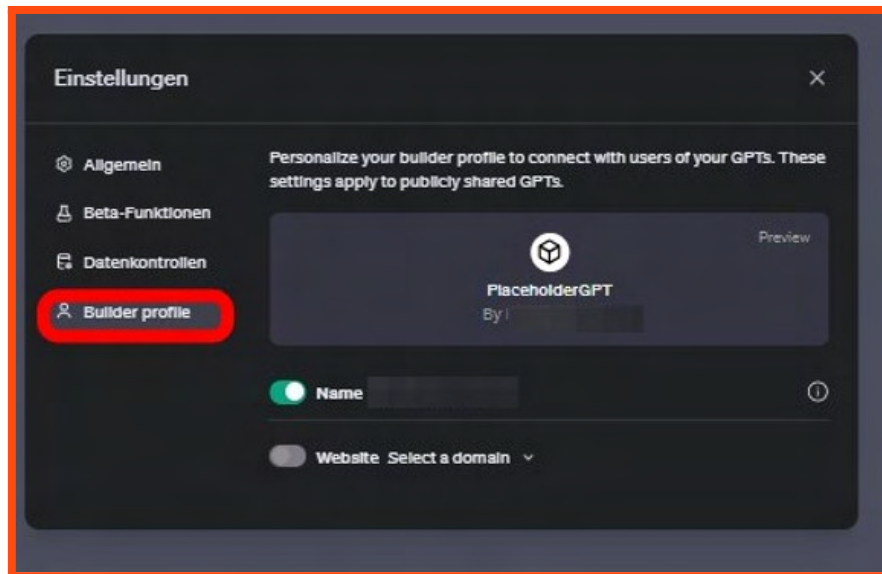 Einstellungen
Allgemein
Beta-Funktionen
Datenkontrollen
Builder profile
Personalize your builder profile to connect with users of your GPTs. These
settings apply to publicly shared GPTs.
Preview
PlaceholderGPT
By
Name
Website Select a domain